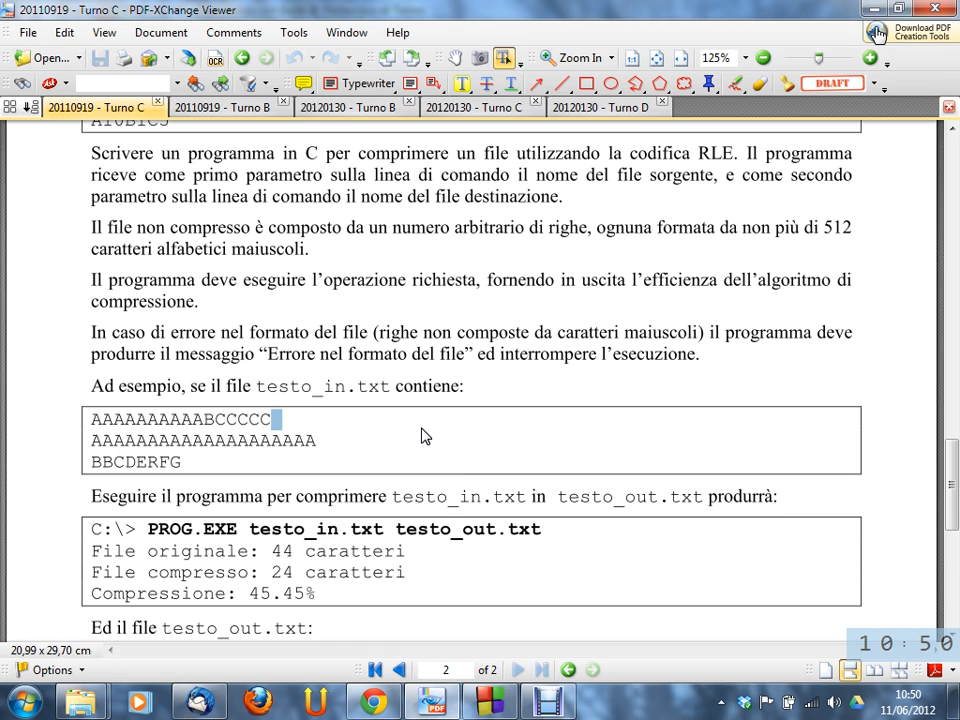 20110919 - Turno C - PDF-XChange Viewer
File Edit View Document Comments Tools Window Help
Download PDF
Creation Tools
Open... OCR Zoom In 125%
Typewriter DRAFT
20110919 - Turno C 20110919 - Turno B 20120130 - Turno B 20120130 - Turno C 20120130 - Turno D
A10B1C5
Scrivere un programma in C per comprimere un file utilizzando la codifica RLE. Il programma
riceve come primo parametro sulla linea di comando il nome del file sorgente, e come secondo
parametro sulla linea di comando il nome del file destinazione.
Il file non compresso è composto da un numero arbitrario di righe, ognuna formata da non più di 512
caratteri alfabetici maiuscoli.
Il programma deve eseguire l’operazione richiesta, fornendo in uscita l’efficienza dell’algoritmo di
compressione.
In caso di errore nel formato del file (righe non composte da caratteri maiuscoli) il programma deve
produrre il messaggio “Errore nel formato del file” ed interrompere l’esecuzione.
Ad esempio, se il file testo_in.txt contiene:
AAAAAAAAAABCCCCC
AAAAAAAAAAAAAAAAAAAA
BBCDERFG
Eseguire il programma per comprimere testo_in.txt in testo_out.txt produrrà:
C:\> PROG.EXE testo_in.txt testo_out.txt
File originale: 44 caratteri
File compresso: 24 caratteri
Compressione: 45.45%
Ed il file testo_out.txt:
20,99 x 29,70 cm
10:50
Options 2 of 2
PDF
10:50
11/06/2012